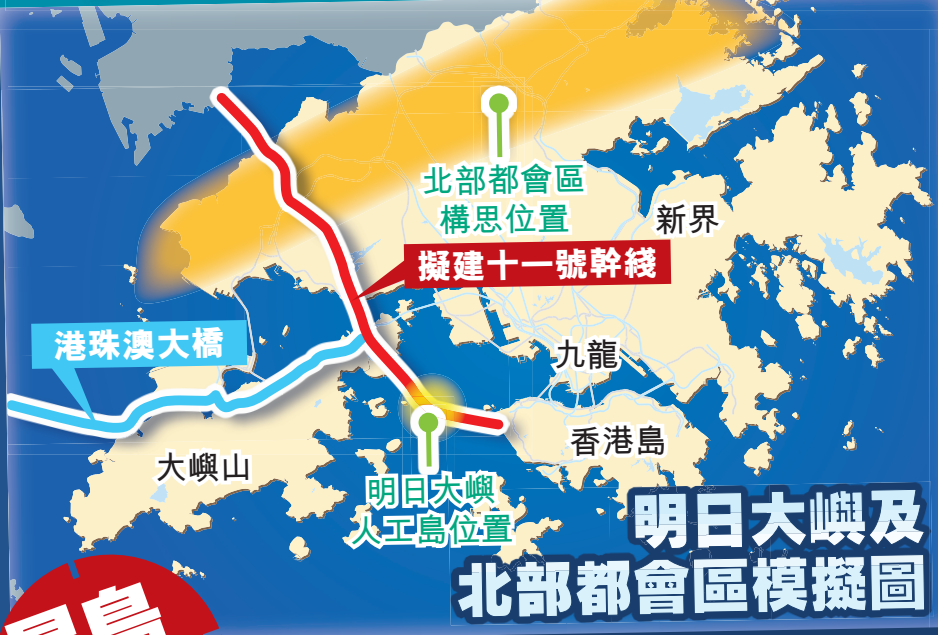 北部都會區
構思位置
新界
擬建十一號幹綫
港珠澳大橋
九龍
香港島
大嶼山
明日大嶼
人工島位置
明日大嶼及
北部都會區模擬圖